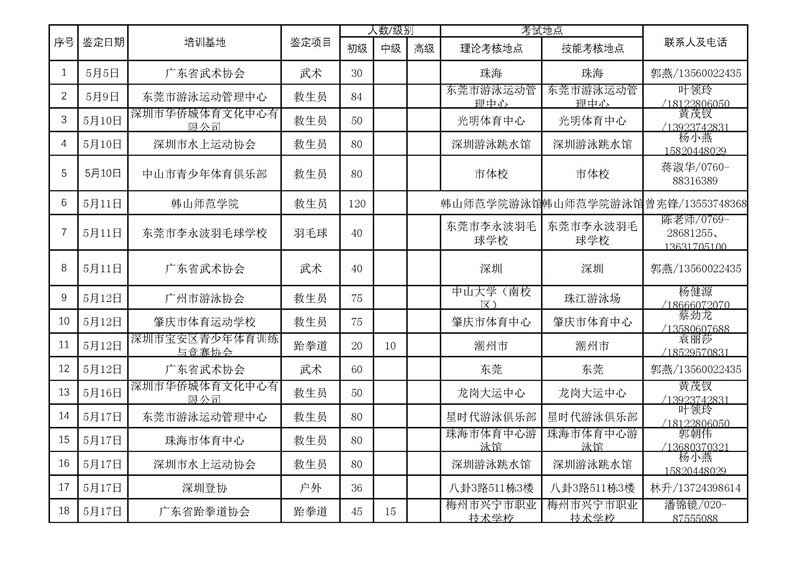 序号 鉴定日期 培训基地 鉴定项目 人数/级别 考试地点 联系人及电话
初级 中级 高级 理论考核地点 技能考核地点
1 5月5日 广东省武术协会 武术 30 珠海 珠海 郭燕/13560022435
2 5月9日 东莞市游泳运动管理中心 救生员 84 东莞市游泳运动管理中心 东莞市游泳运动管理中心 叶领玲/18122806050
3 5月10日 深圳市华侨城体育文化中心有限公司 救生员 50 光明体育中心 光明体育中心 黄茂钗/13923742831
4 5月10日 深圳市水上运动协会 救生员 80 深圳游泳跳水馆 深圳游泳跳水馆 杨小燕15820448029
5 5月10日 中山市青少年体育俱乐部 救生员 80 市体校 市体校 蒋淑华/0760-88316389
6 5月11日 韩山师范学院 救生员 120 韩山师范学院游泳馆 韩山师范学院游泳馆 曾宪锋/13553748368
7 5月11日 东莞市李永波羽毛球学校 羽毛球 40 东莞市李永波羽毛球学校 东莞市李永波羽毛球学校 陈老师/0769-28681255、13631705100
8 5月11日 广东省武术协会 武术 40 深圳 深圳 郭燕/13560022435
9 5月12日 广州市游泳协会 救生员 75 中山大学（南校区） 珠江游泳场 杨健源/18666072070
10 5月12日 肇庆市体育运动学校 救生员 75 肇庆市体育中心 肇庆市体育中心 蔡劲龙/13580607688
11 5月12日 深圳市宝安区青少年体育训练与竞赛协会 跆拳道 20 10 潮州市 潮州市 袁丽莎/18529570831
12 5月12日 广东省武术协会 武术 60 东莞 东莞 郭燕/13560022435
13 5月16日 深圳市华侨城体育文化中心有限公司 救生员 50 龙岗大运中心 龙岗大运中心 黄茂钗/13923742831
14 5月17日 东莞市游泳运动管理中心 救生员 80 星时代游泳俱乐部 星时代游泳俱乐部 叶领玲/18122806050
15 5月17日 珠海市体育中心 救生员 80 珠海市体育中心游泳馆 珠海市体育中心游泳馆 郭朝伟/13680370321
16 5月17日 深圳市水上运动协会 救生员 80 深圳游泳跳水馆 深圳游泳跳水馆 杨小燕15820448029
17 5月17日 深圳登协 户外 36 八卦3路511栋3楼 八卦3路511栋3楼 林升/13724398614
18 5月17日 广东省跆拳道协会 跆拳道 45 15 梅州市兴宁市职业技术学校 梅州市兴宁市职业技术学校 潘锦镜/020-87555088